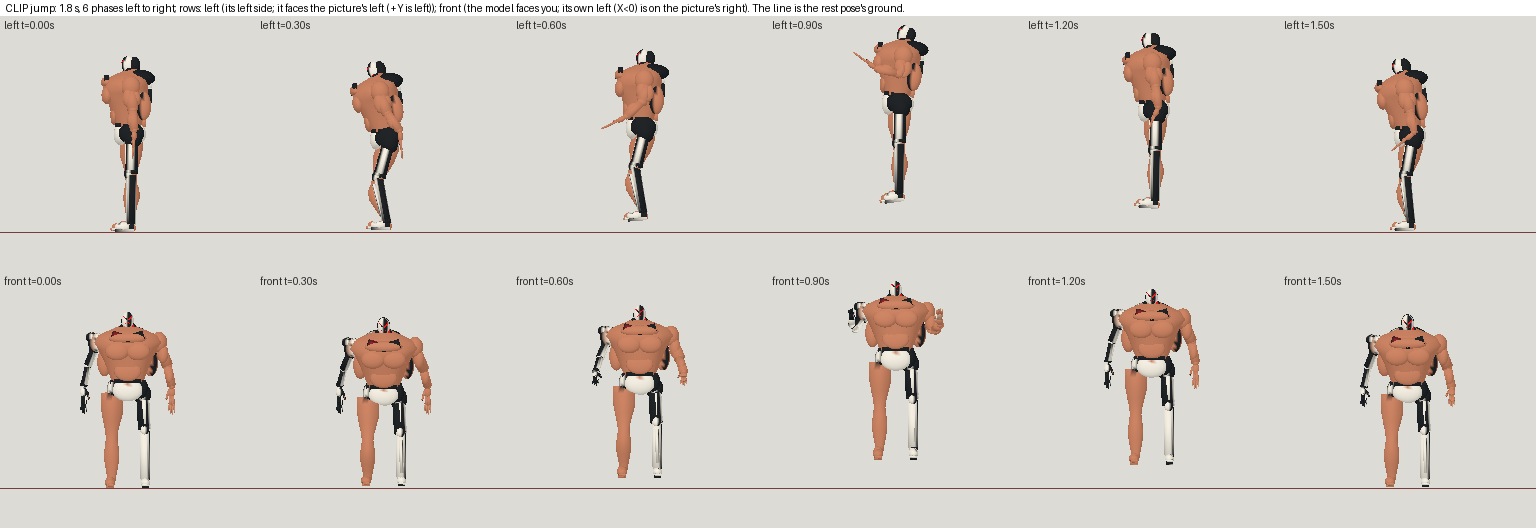 CLIP jump: 1.8 s, 6 phases left to right; rows: left (its left side; it faces the picture's left (+Y is left)); front (the model faces you; its own left (X<0) is on the picture's right). The line is the rest pose's ground.
left t=0.00s left t=0.30s left t=0.60s left t=0.90s left t=1.20s left t=1.50s
front t=0.00s front t=0.30s front t=0.60s front t=0.90s front t=1.20s front t=1.50s